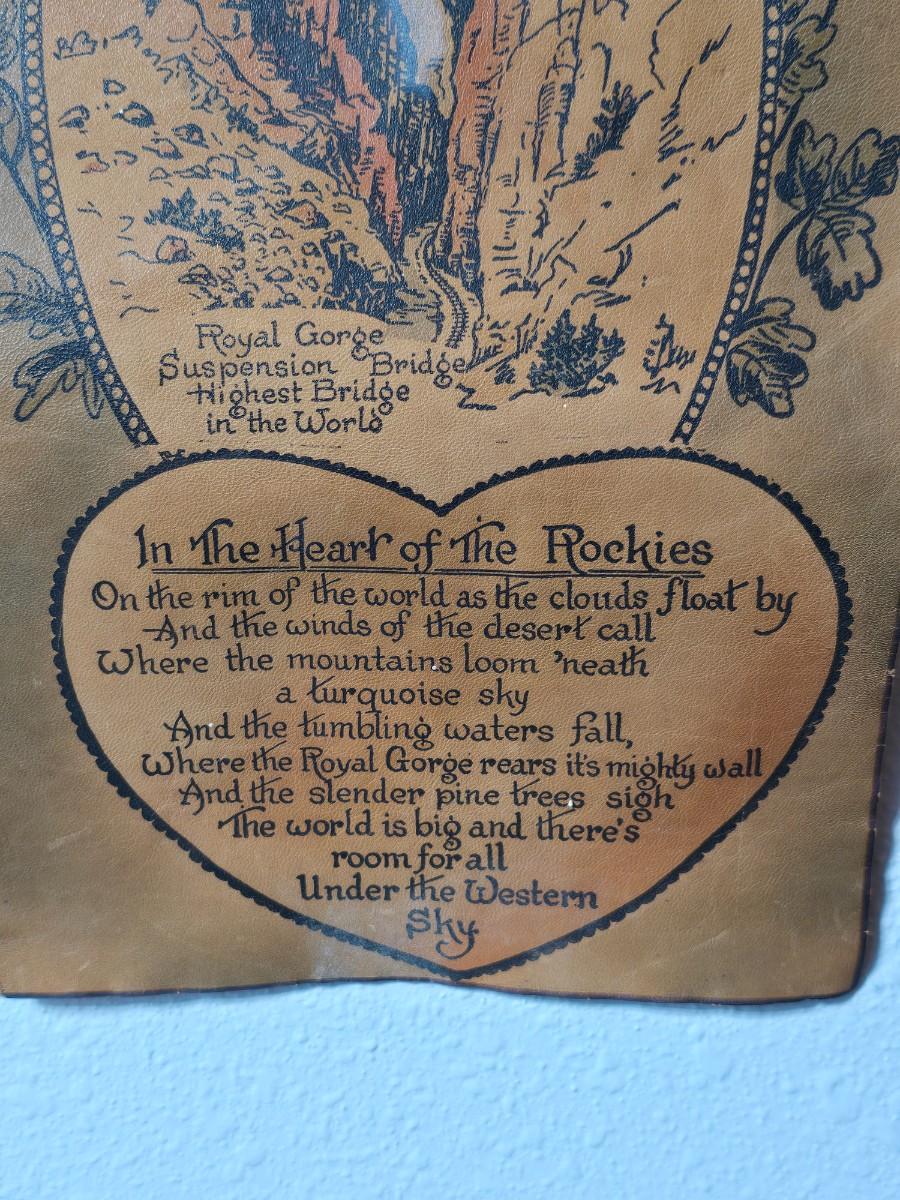 Royal Gorge
Suspension Bridge
Highest Bridge
in the World
In The Heart of The Rockies
On the rim of the world as the clouds float by
And the winds of the desert call
Where the mountains loom 'neath
a turquoise sky
And the tumbling waters fall,
Where the Royal Gorge rears it's mighty wall
And the slender pine trees sigh
The world is big and there's
room for all
Under the Western
Sky